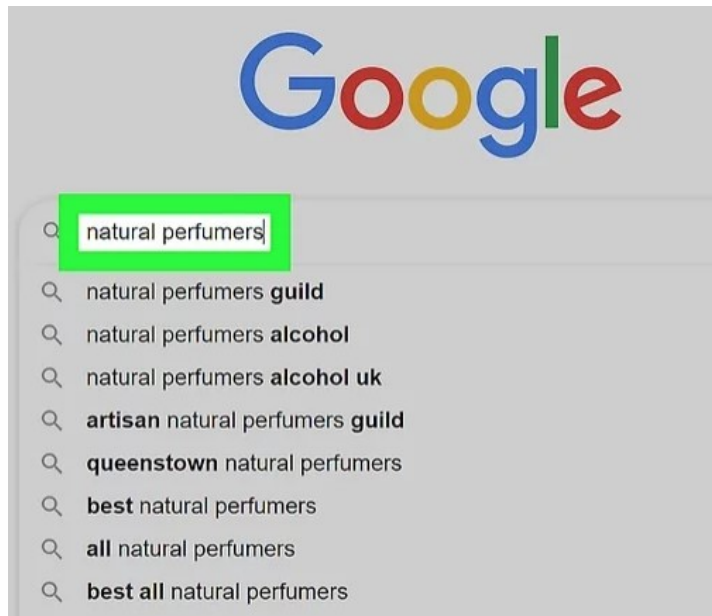 Google
natural perfumers
natural perfumers guild
natural perfumers alcohol
natural perfumers alcohol uk
artisan natural perfumers guild
queenstown natural perfumers
best natural perfumers
all natural perfumers
best all natural perfumers